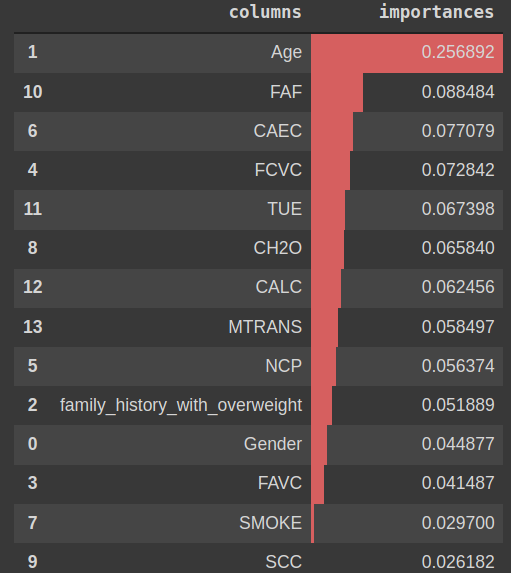 columns importances
1 Age 0.256892
10 FAF 0.088484
6 CAEC 0.077079
4 FCVC 0.072842
11 TUE 0.067398
8 CH2O 0.065840
12 CALC 0.062456
13 MTRANS 0.058497
5 NCP 0.056374
2 family_history_with_overweight 0.051889
0 Gender 0.044877
3 FAVC 0.041487
7 SMOKE 0.029700
9 SCC 0.026182